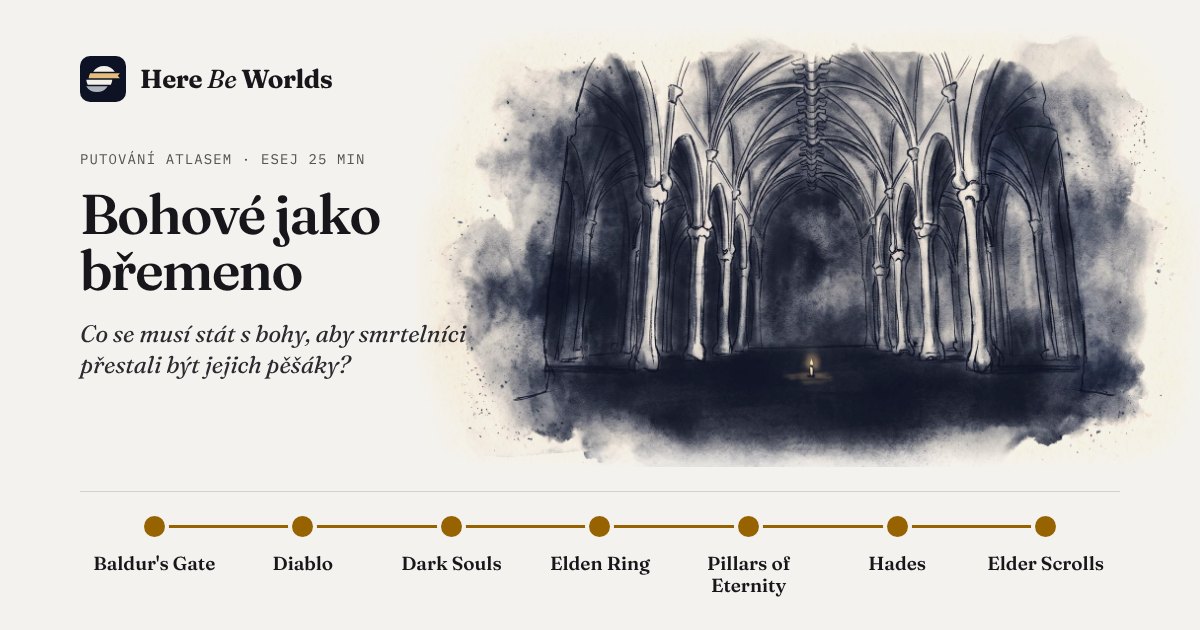 Here Be Worlds
PUTOVÁNÍ ATLASEM · ESEJ 25 MIN
Bohové jako
břemeno
Co se musí stát s bohy, aby smrtelníci
přestali být jejich pěšáky?
Baldur's Gate
Diablo
Dark Souls
Elden Ring
Pillars of
Eternity
Hades
Elder Scrolls